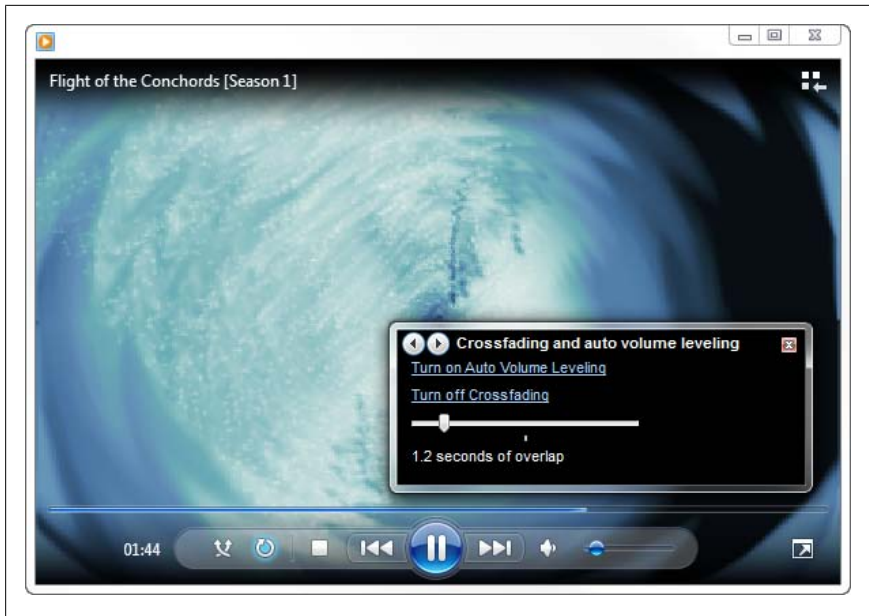 Flight of the Conchords [Season 1]
Crossfading and auto volume leveling
Turn on Auto Volume Leveling
Turn off Crossfading
1.2 seconds of overlap
01:44